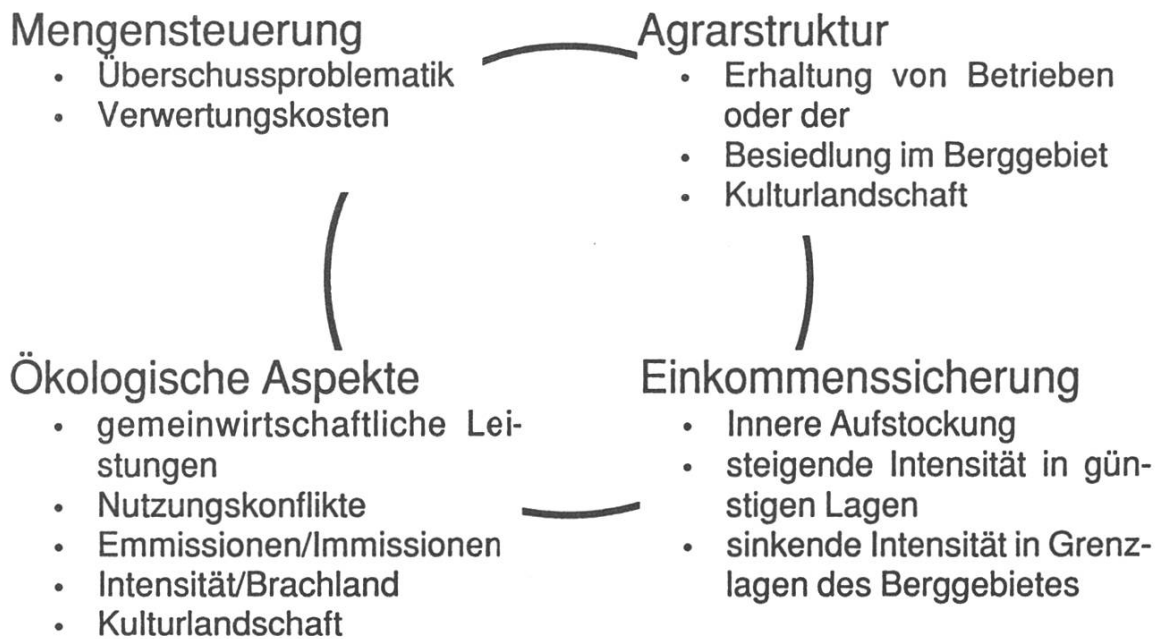 Mengensteuerung
• Überschussproblematik
• Verwertungskosten
Agrarstruktur
• Erhaltung von Betrieben
oder der
• Besiedlung im Berggebiet
• Kulturlandschaft
Ökologische Aspekte
• gemeinwirtschaftliche Lei-
stungen
• Nutzungskonflikte
• Emmissionen/Immissionen
• Intensität/Brachland
• Kulturlandschaft
Einkommenssicherung
• Innere Aufstockung
• steigende Intensität in gün-
stigen Lagen
• sinkende Intensität in Grenz-
lagen des Berggebietes